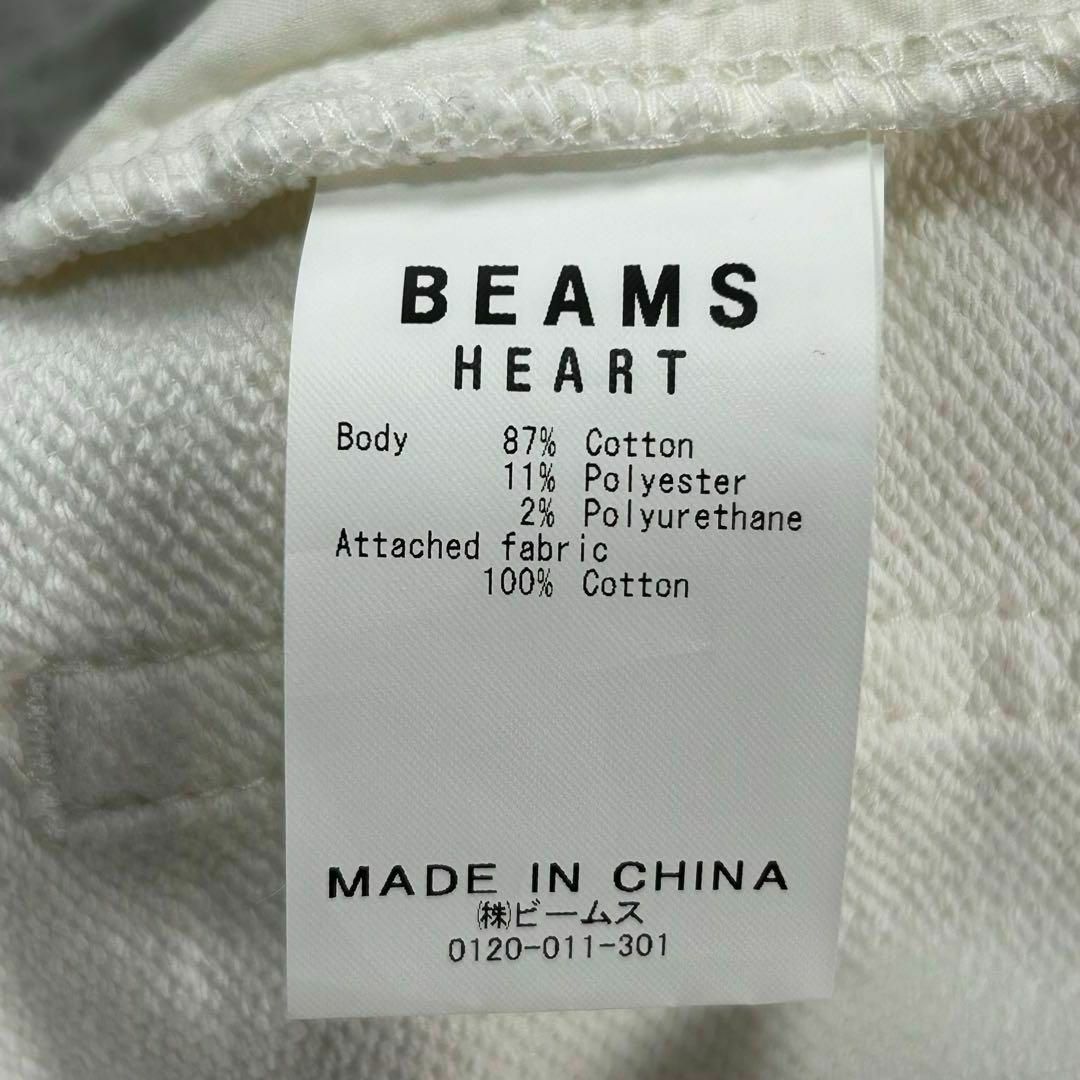 BEAMS
HEART
Body 87% Cotton
11% Polyester
2% Polyurethane
Attached fabric
100% Cotton
MADE IN CHINA
㈱ビームス
0120-011-301